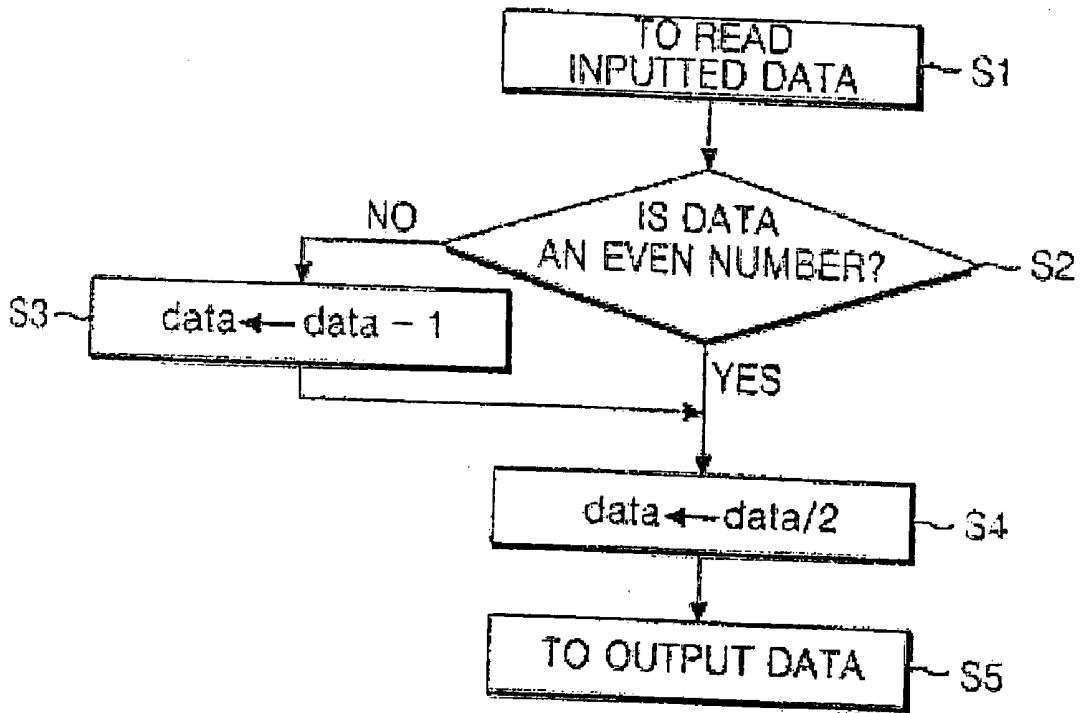 TO READ
INPUTTED DATA
S1
IS DATA
AN EVEN NUMBER?
S2
NO
S3
data ← data − 1
YES
data ← data/2
S4
TO OUTPUT DATA
S5